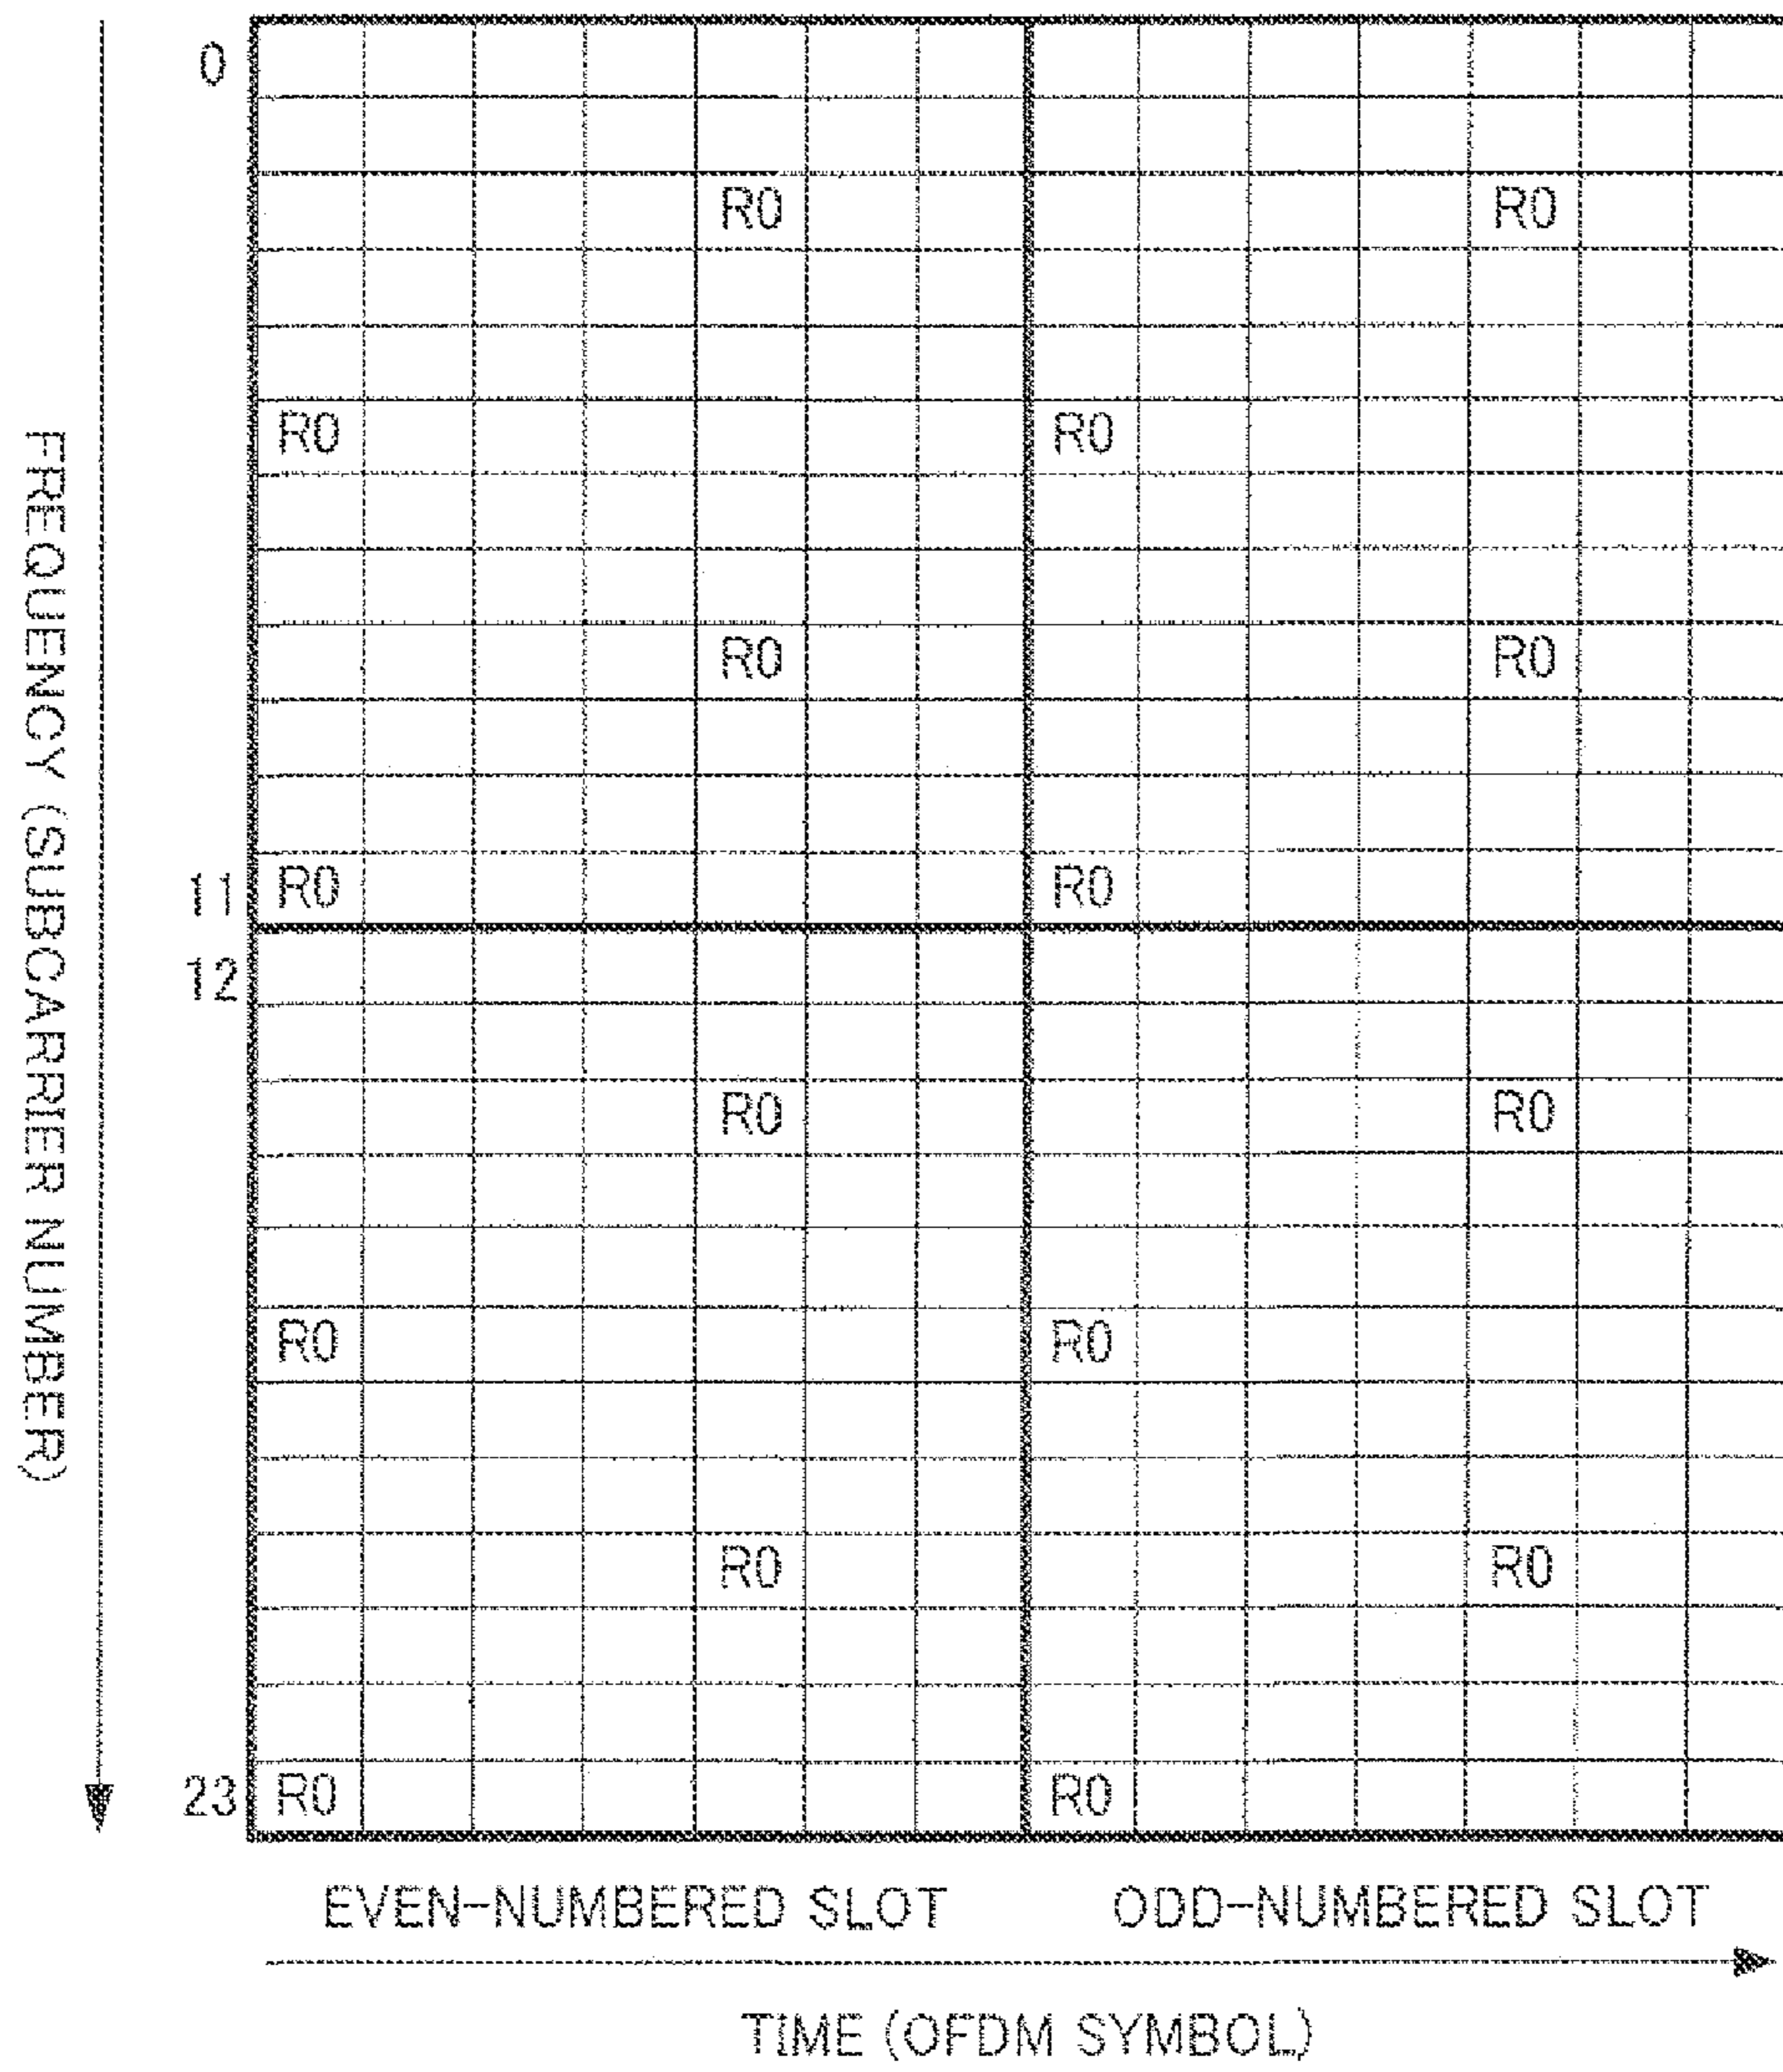 0
R0 R0
R0 R0
R0 R0
11 R0 R0
12
R0 R0
R0 R0
R0 R0
23 R0 R0
FREQUENCY (SUBCARRIER NUMBER)
EVEN-NUMBERED SLOT ODD-NUMBERED SLOT
TIME (OFDM SYMBOL)